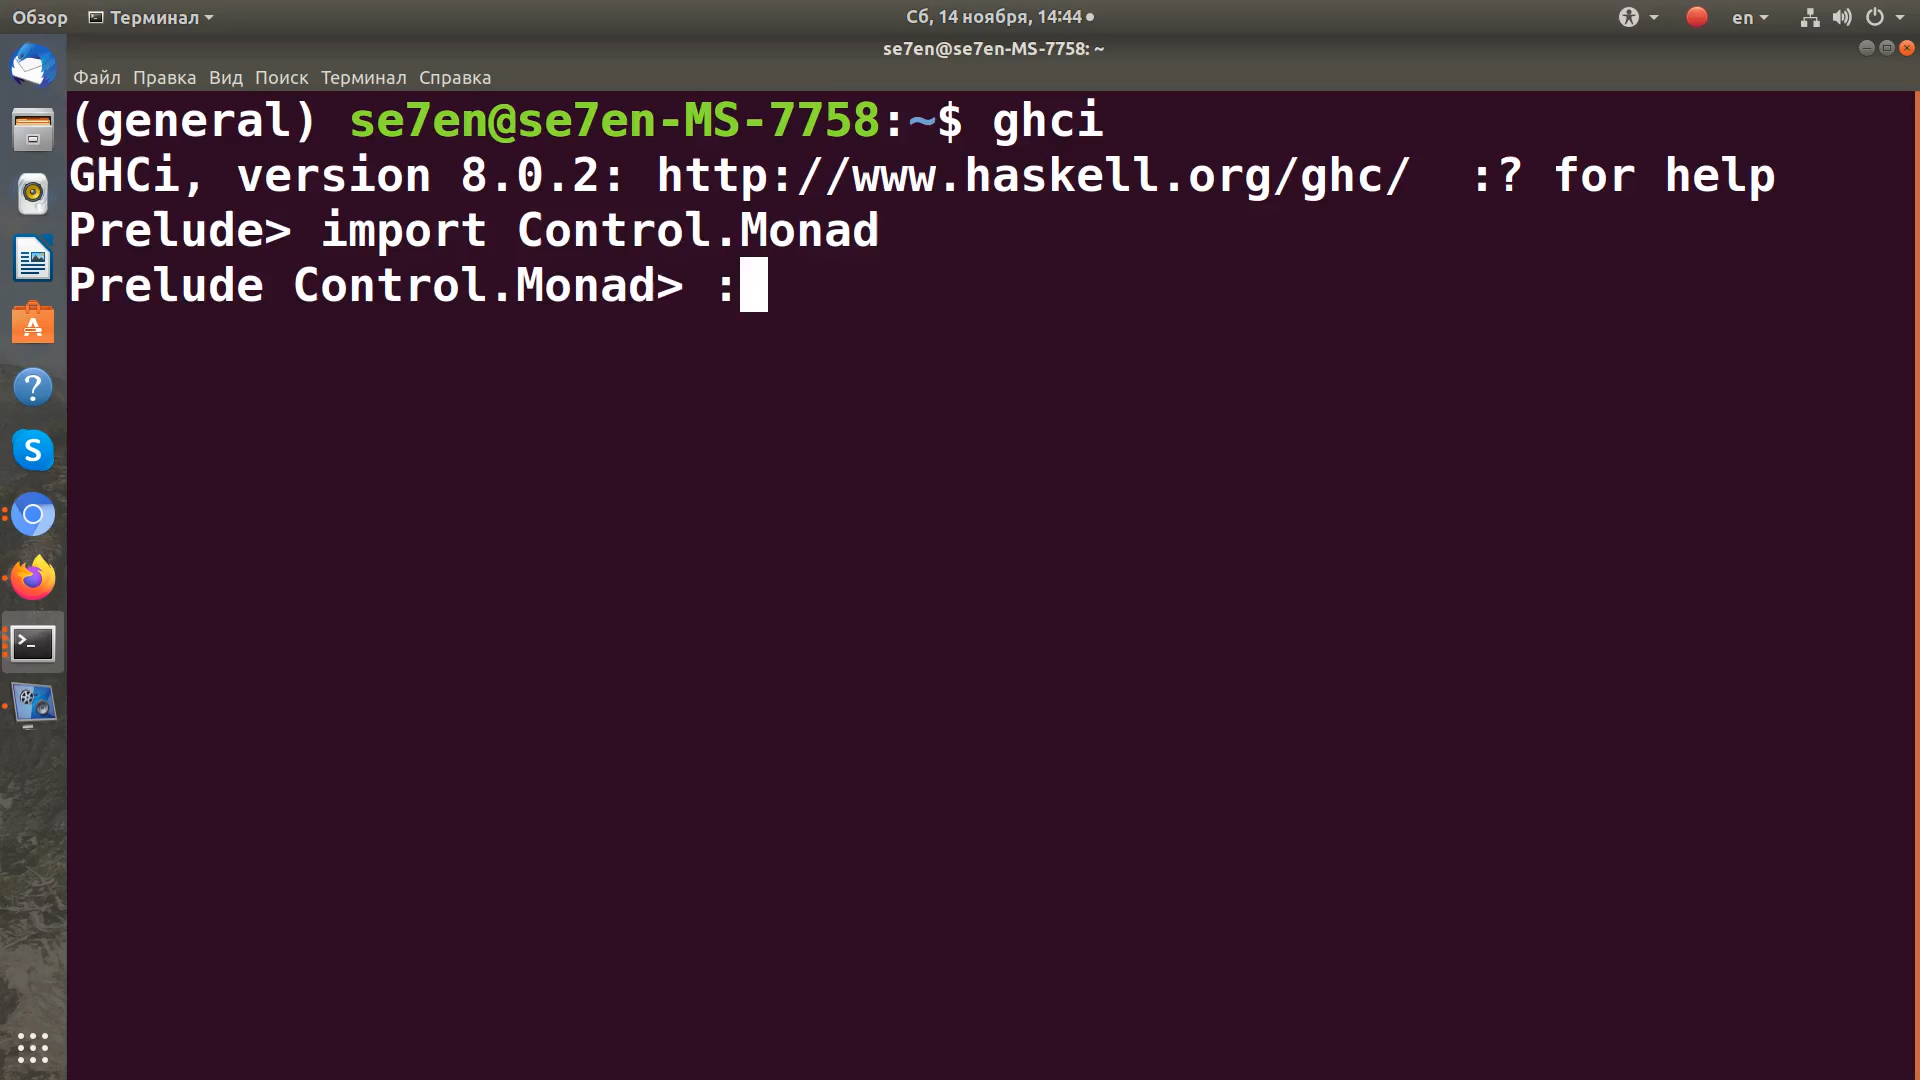 Обзор Терминал Сб, 14 ноября, 14:44 en
se7en@se7en-MS-7758: ~
Файл Правка Вид Поиск Терминал Справка
(general) se7en@se7en-MS-7758:~$ ghci
GHCi, version 8.0.2: http://www.haskell.org/ghc/  :? for help
Prelude> import Control.Monad
Prelude Control.Monad> :